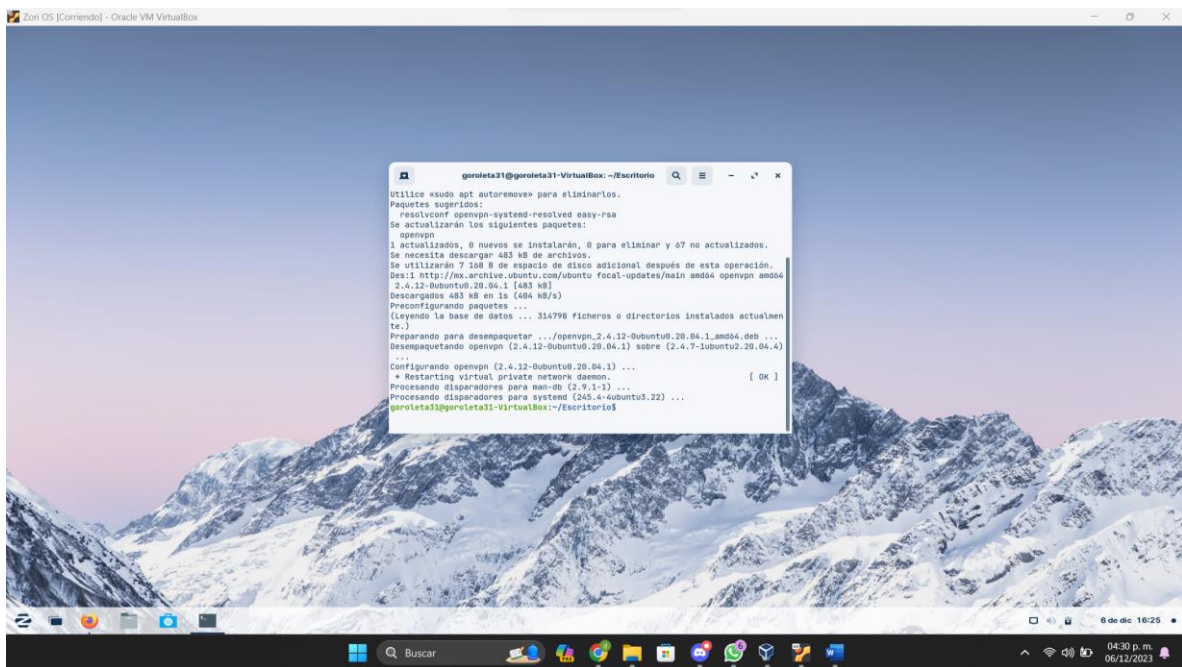 Zori OS [Corriendo] - Oracle VM VirtualBox
goroleta31@goroleta31-VirtualBox: ~/Escritorio
Utilice «sudo apt autoremove» para eliminarlos.
Paquetes sugeridos:
resolvconf openvpn-systemd-resolved easy-rsa
Se actualizarán los siguientes paquetes:
openvpn
1 actualizados, 0 nuevos se instalarán, 0 para eliminar y 67 no actualizados.
Se necesita descargar 483 kB de archivos.
Se utilizarán 7 168 B de espacio de disco adicional después de esta operación.
Des:1 http://mx.archive.ubuntu.com/ubuntu focal-updates/main amd64 openvpn amd64
2.4.12-0ubuntu0.20.04.1 [483 kB]
Descargados 483 kB en 1s (404 kB/s)
Preconfigurando paquetes ...
(Leyendo la base de datos ... 314798 ficheros o directorios instalados actualmen
te.)
Preparando para desempaquetar .../openvpn_2.4.12-0ubuntu0.20.04.1_amd64.deb ...
Desempaquetando openvpn (2.4.12-0ubuntu0.20.04.1) sobre (2.4.7-1ubuntu2.20.04.4)
...
Configurando openvpn (2.4.12-0ubuntu0.20.04.1) ...
* Restarting virtual private network daemon. [ OK ]
Procesando disparadores para man-db (2.9.1-1) ...
Procesando disparadores para systemd (245.4-4ubuntu3.22) ...
goroleta31@goroleta31-VirtualBox:~/Escritorio$
6 de dic 16:25
Buscar
04:30 p. m.
06/12/2023